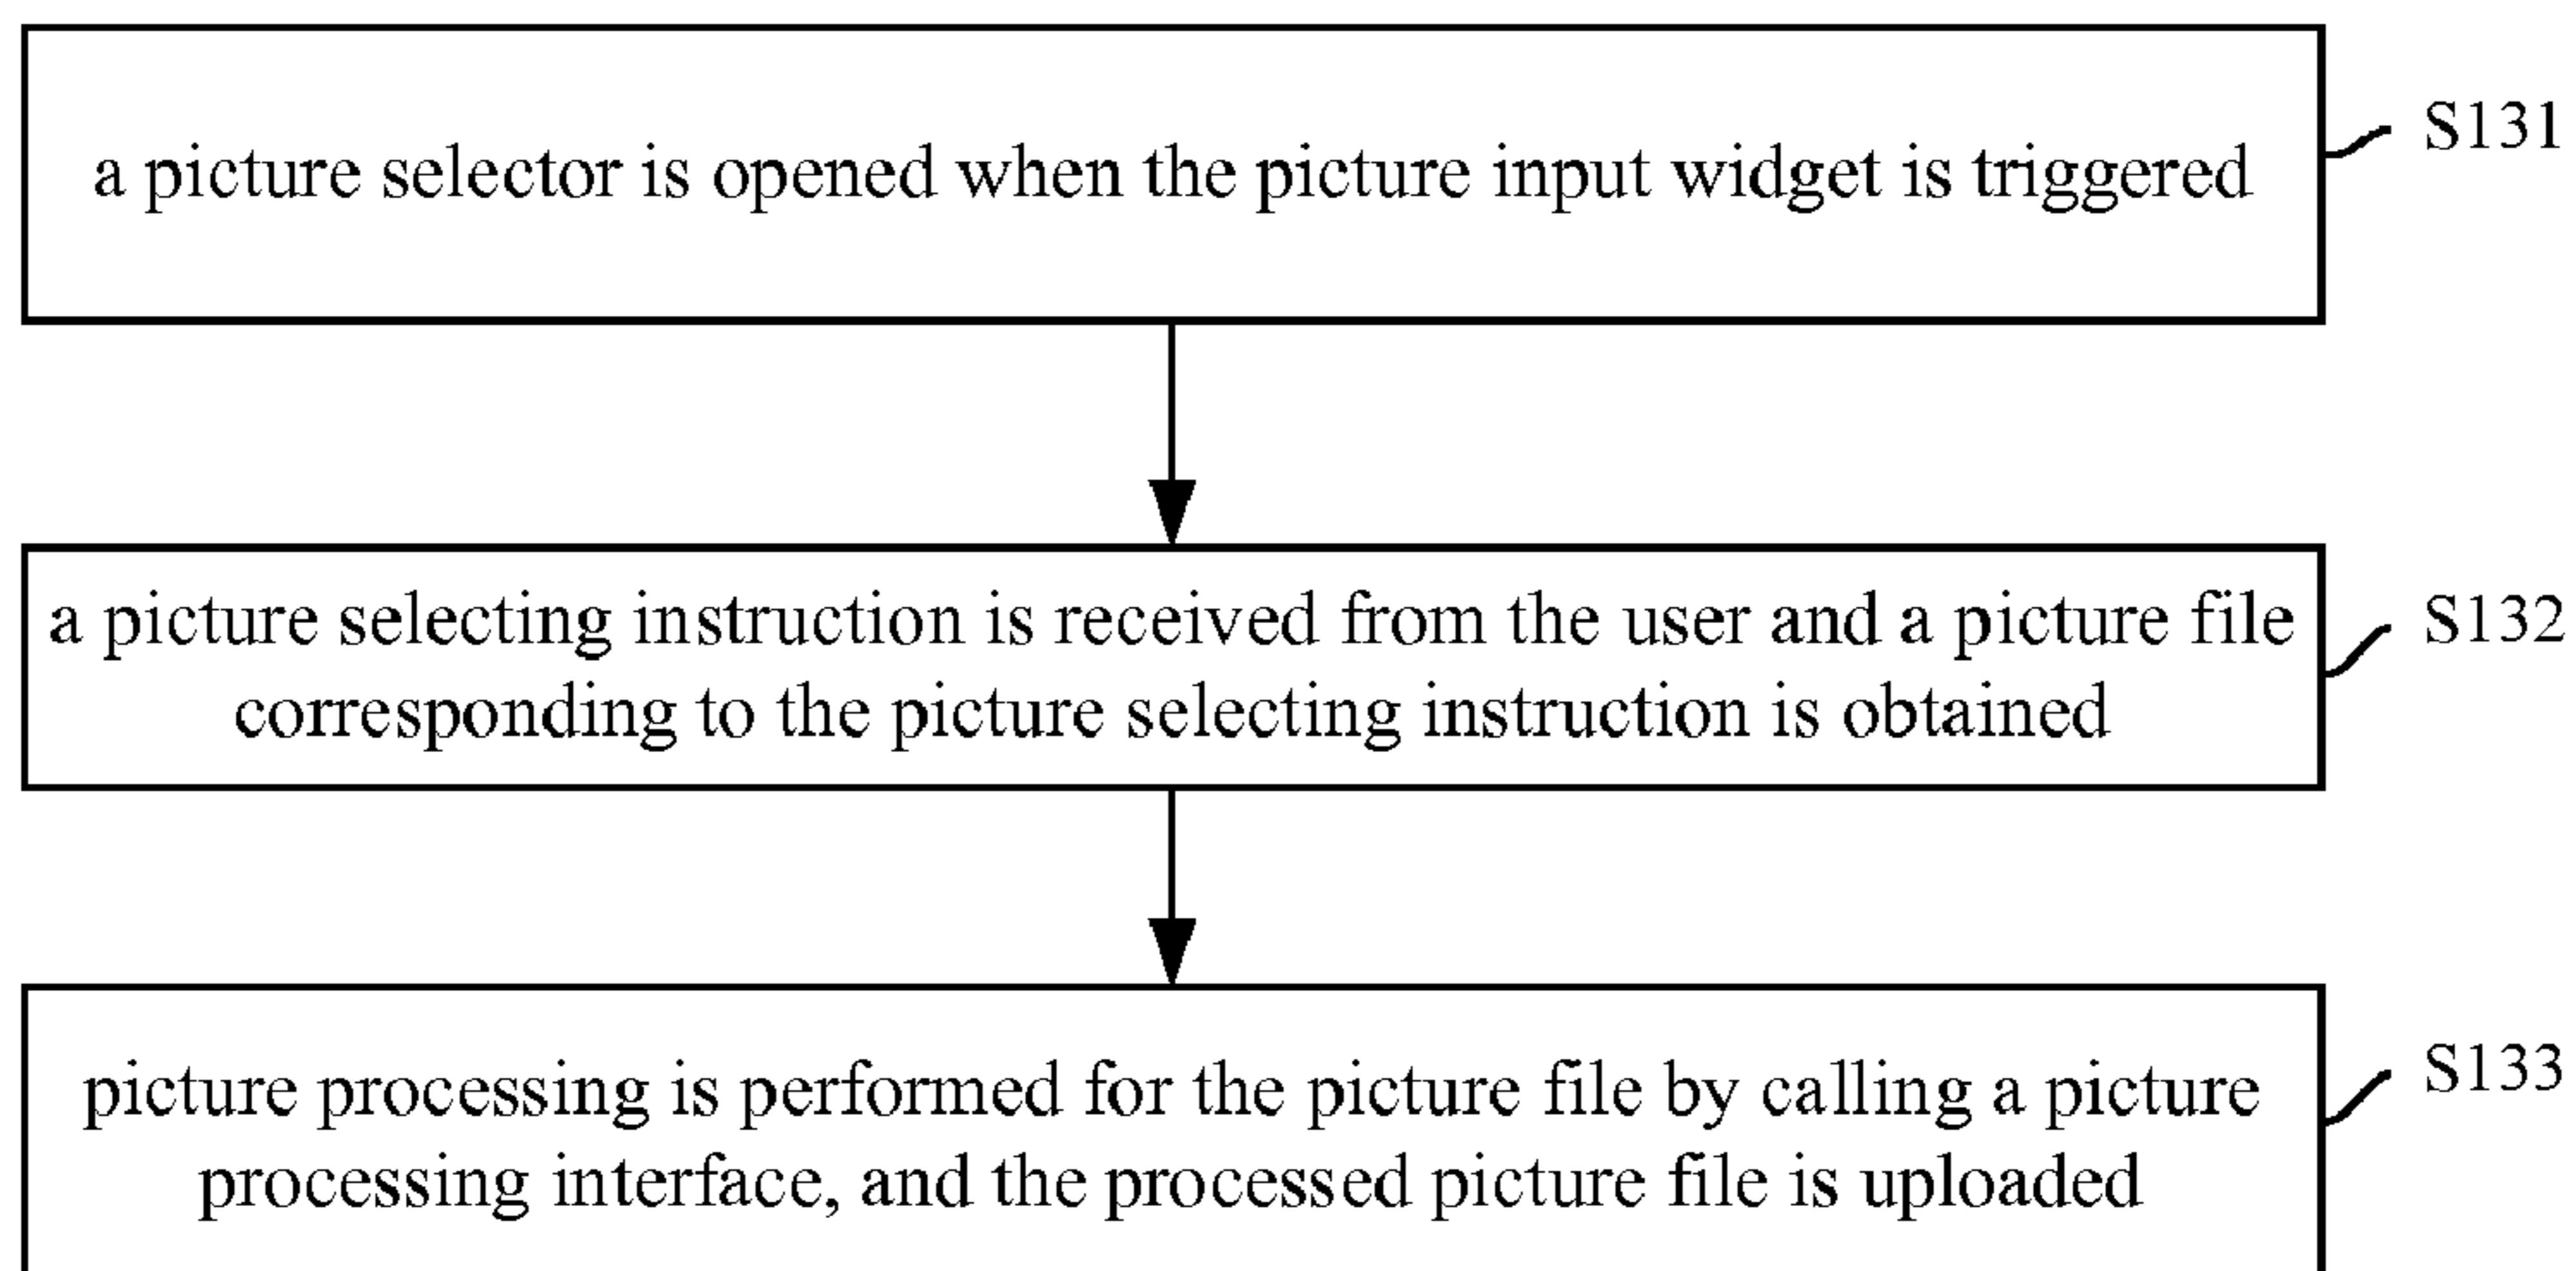 a picture selector is opened when the picture input widget is triggered
S131
a picture selecting instruction is received from the user and a picture file
corresponding to the picture selecting instruction is obtained
S132
picture processing is performed for the picture file by calling a picture
processing interface, and the processed picture file is uploaded
S133